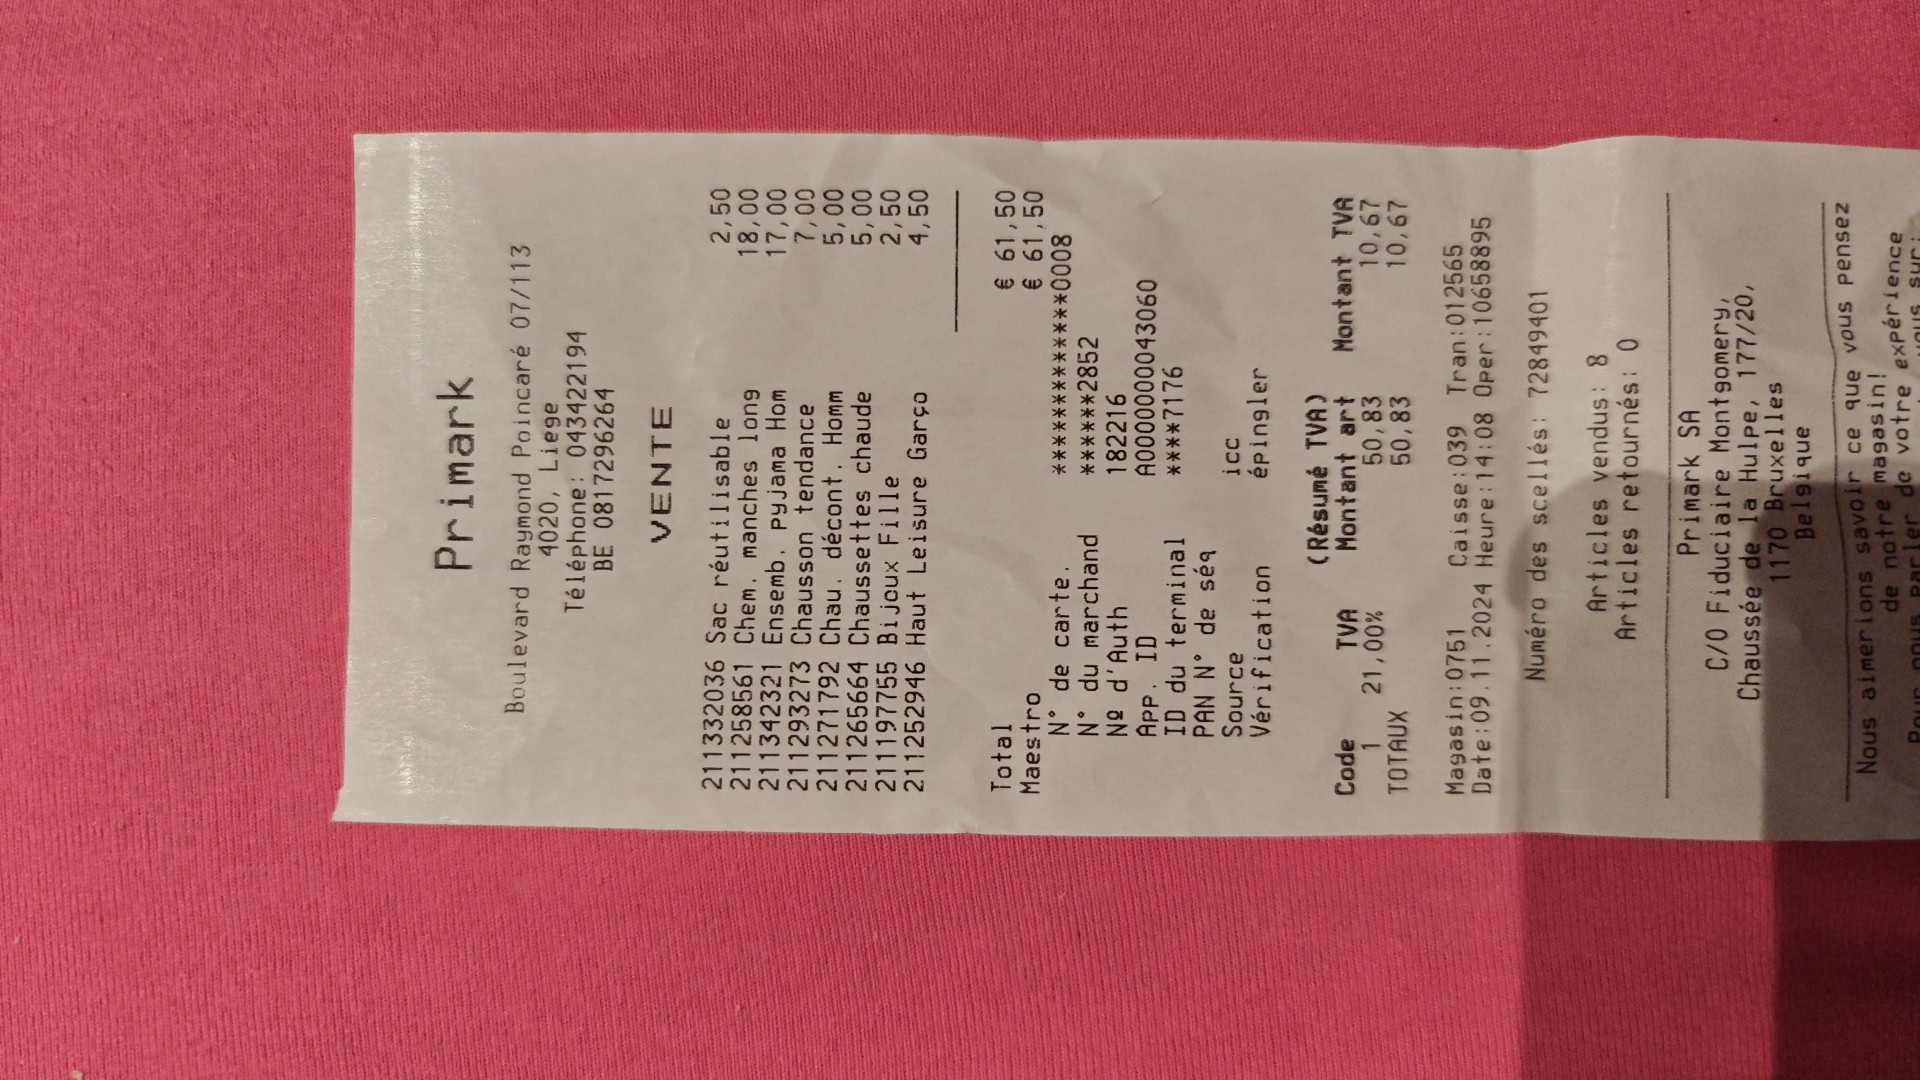 Primark
Boulevard Raymond Poincaré 07/113
4020, Liege
Téléphone: 043422194
BE 0817296264
VENTE
211332036 Sac réutilisable 2,50
211258561 Chem. manches long 18,00
211342321 Ensemb. pyjama Hom 17,00
211293273 Chausson tendance 7,00
211271792 Chau. décont. Homm 5,00
211265664 Chaussettes chaude 5,00
211197755 Bijoux Fille 2,50
211252946 Haut Leisure Garço 4,50
Total € 61,50
Maestro € 61,50
N° de carte. ***************0008
N° du marchand ******2852
Nº d'Auth 182216
APP. ID A0000000043060
ID du terminal ****7176
PAN N° de séq
Source icc
Vérification épingler
(Résumé TVA)
Code TVA Montant art Montant TVA
1 21,00% 50,83 10,67
TOTAUX 50,83 10,67
Magasin:0751 Caisse:039 Tran:012565
Date:09.11.2024 Heure:14:08 Oper:10658895
Numéro des scellés: 72849401
Articles vendus: 8
Articles retournés: 0
Primark SA
C/O Fiduciaire Montgomery,
Chaussée de la Hulpe, 177/20,
1170 Bruxelles
Belgique
Nous aimerions savoir ce que vous pensez
de notre magasin!
Pour nous parler de votre expérience
vous sur: